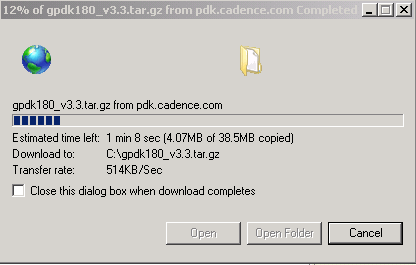 12% of gpdk180_v3.3.tar.gz from pdk.cadence.com Completed
gpdk180_v3.3.tar.gz from pdk.cadence.com
Estimated time left: 1 min 8 sec (4.07MB of 38.5MB copied)
Download to: C:\gpdk180_v3.3.tar.gz
Transfer rate: 514KB/Sec
Close this dialog box when download completes
Open Open Folder Cancel